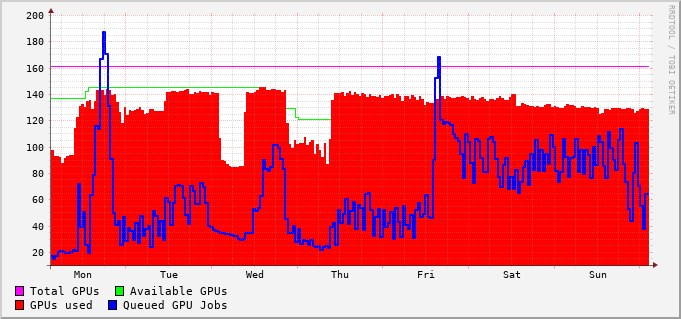 200
180
160
140
120
100
80
60
40
20
Mon Tue Wed Thu Fri Sat Sun
Total GPUs Available GPUs
GPUs used Queued GPU Jobs
RRDTOOL / TOBI OETIKER